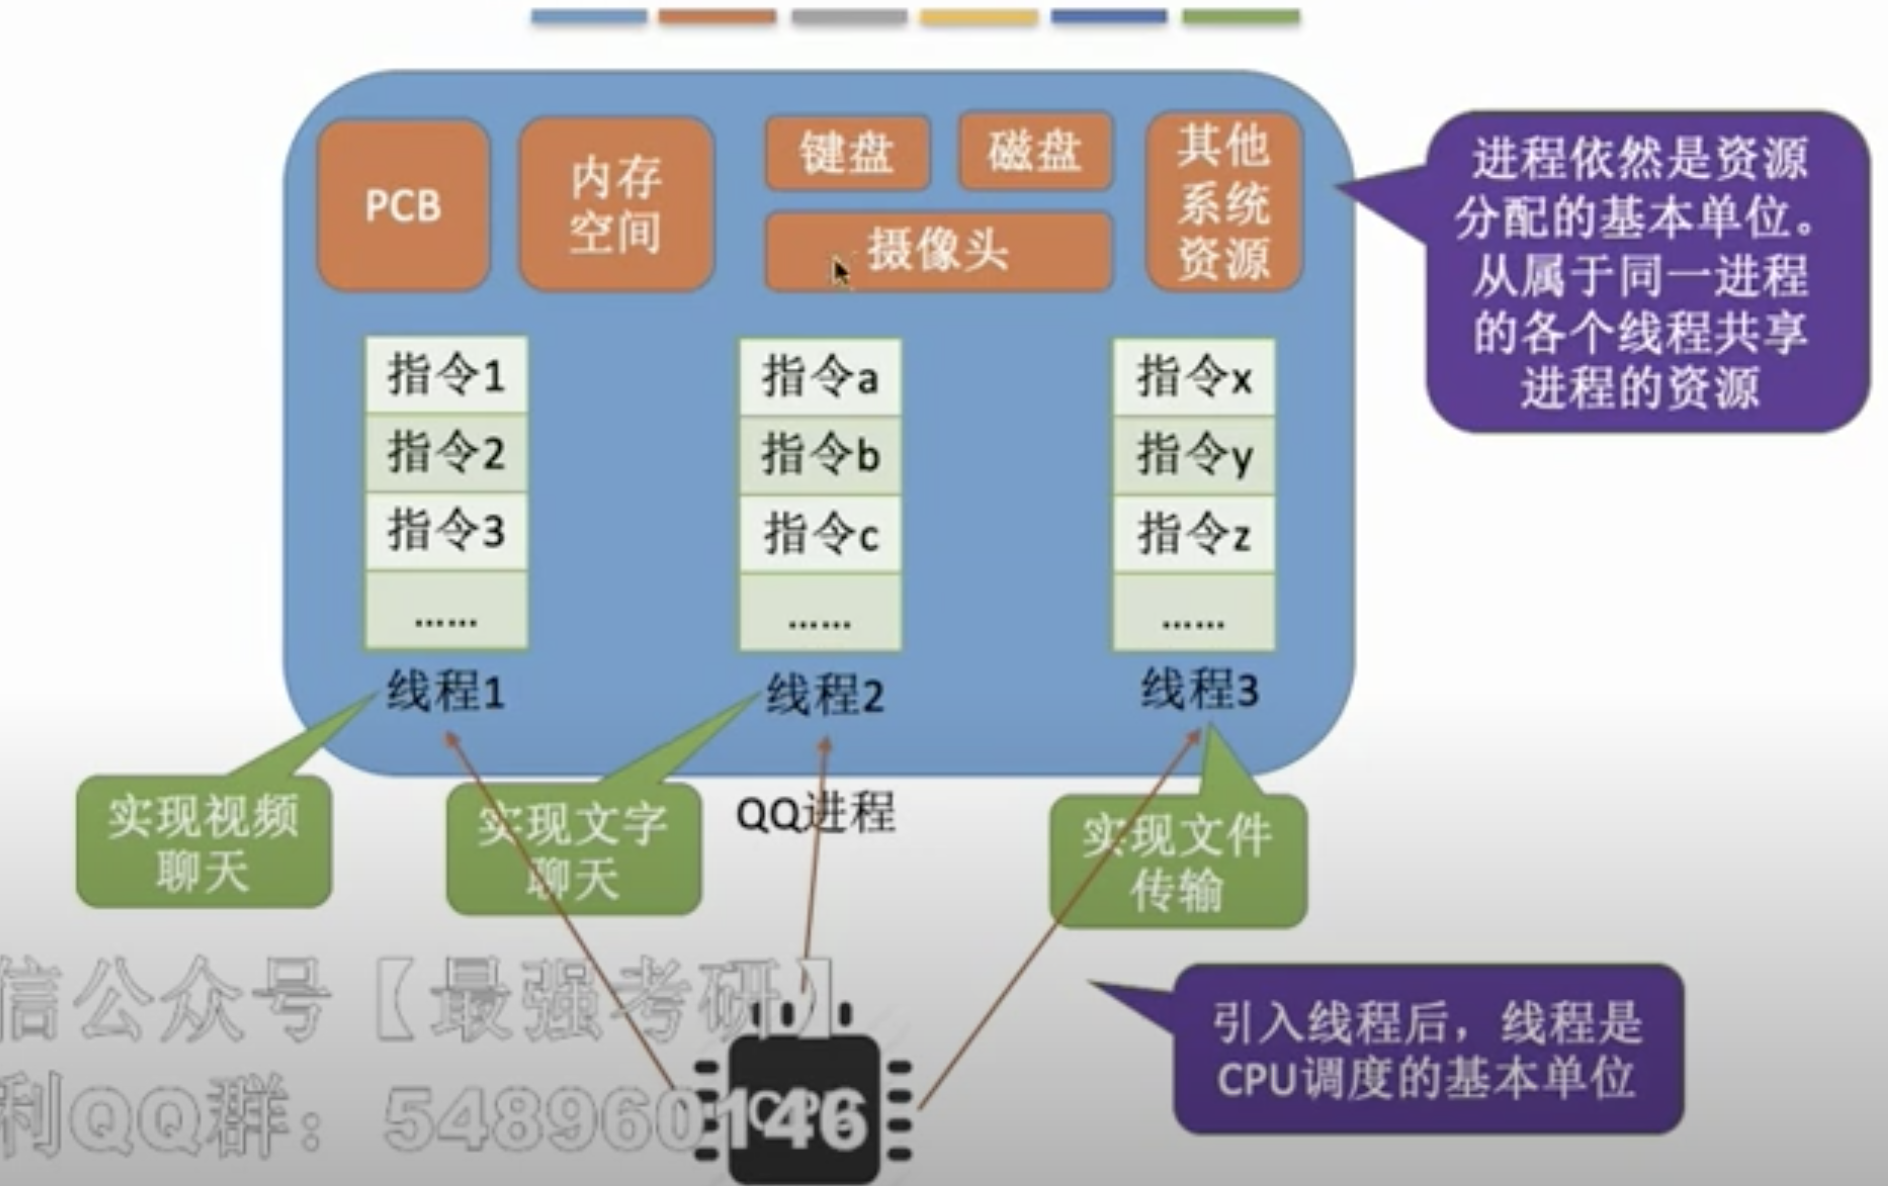 PCB
内存
空间
键盘
磁盘
摄像头
其他
系统
资源
进程依然是资源
分配的基本单位。
从属于同一进程
的各个线程共享
进程的资源
指令1
指令2
指令3
……
线程1
指令a
指令b
指令c
……
线程2
指令x
指令y
指令z
……
线程3
实现视频
聊天
实现文字
聊天
QQ进程
实现文件
传输
引入线程后，线程是
CPU调度的基本单位
信公众号【最强考研】
利QQ群：548960146